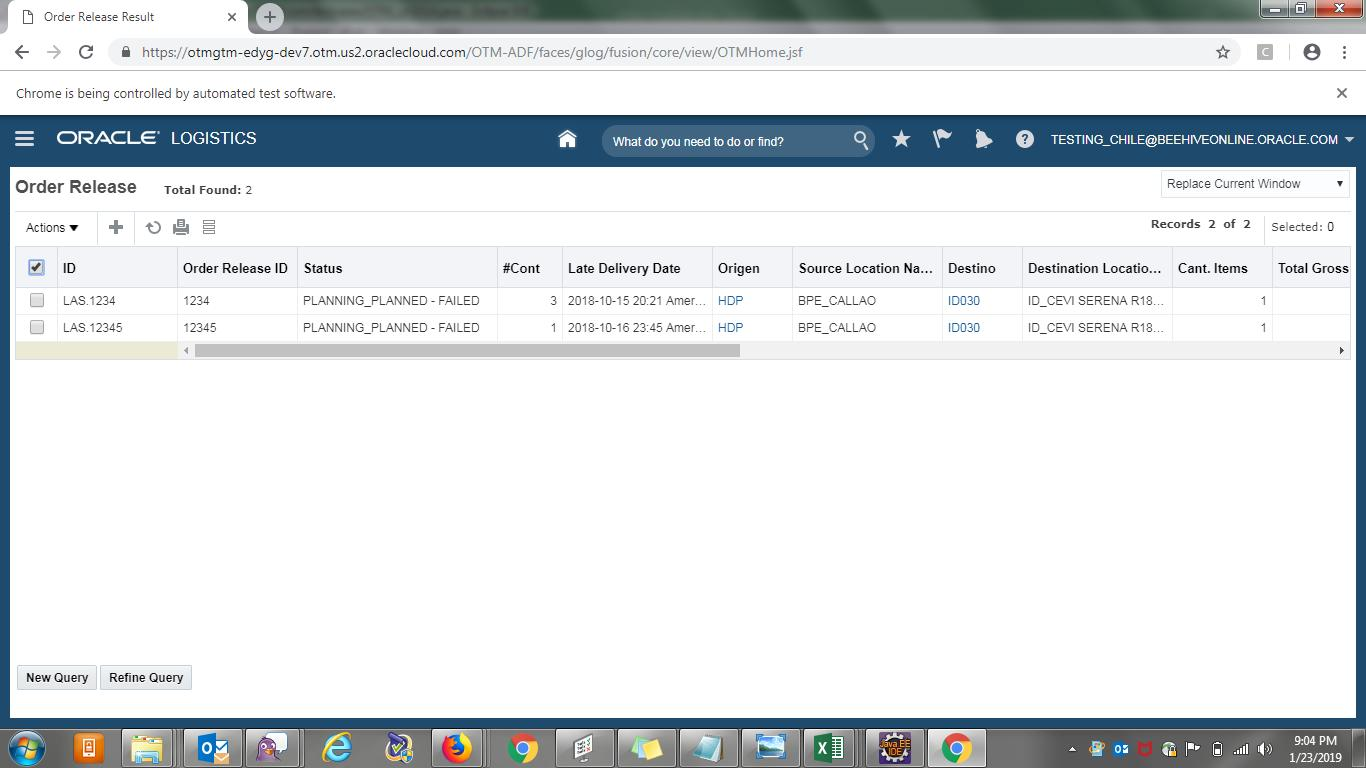 Order Release Result
https://otmgtm-edyg-dev7.otm.us2.oraclecloud.com/OTM-ADF/faces/glog/fusion/core/view/OTMHome.jsf
C
Chrome is being controlled by automated test software.
ORACLE LOGISTICS
What do you need to do or find?
TESTING_CHILE@BEEHIVEONLINE.ORACLE.COM
Order Release Total Found: 2
Replace Current Window
Actions
Records 2 of 2 Selected: 0
ID Order Release ID Status #Cont Late Delivery Date Origen Source Location Na... Destino Destination Locatio... Cant. Items Total Gross
LAS.1234 1234 PLANNING_PLANNED - FAILED 3 2018-10-15 20:21 Amer... HDP BPE_CALLAO ID030 ID_CEVI SERENA R18... 1
LAS.12345 12345 PLANNING_PLANNED - FAILED 1 2018-10-16 23:45 Amer... HDP BPE_CALLAO ID030 ID_CEVI SERENA R18... 1
New Query Refine Query
Java EE
IDE
9:04 PM
1/23/2019